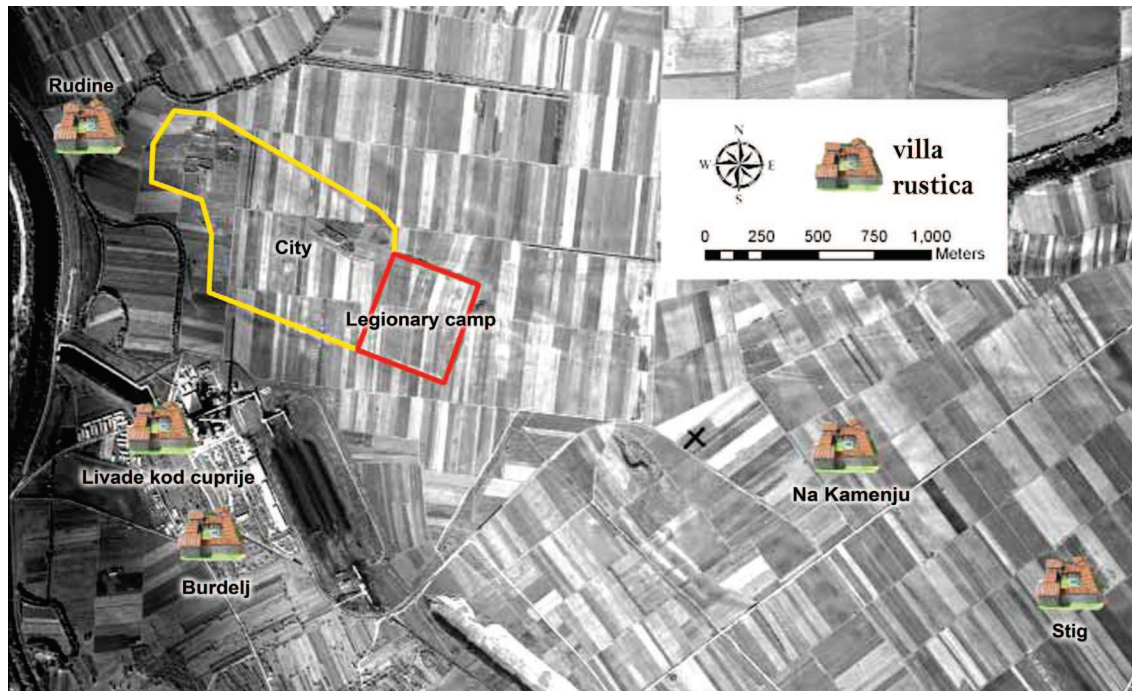 Rudine
N
W E
S
villa
rustica
0 250 500 750 1,000
Meters
City
Legionary camp
Livade kod cuprije
Na Kamenju
Burdelj
Stig